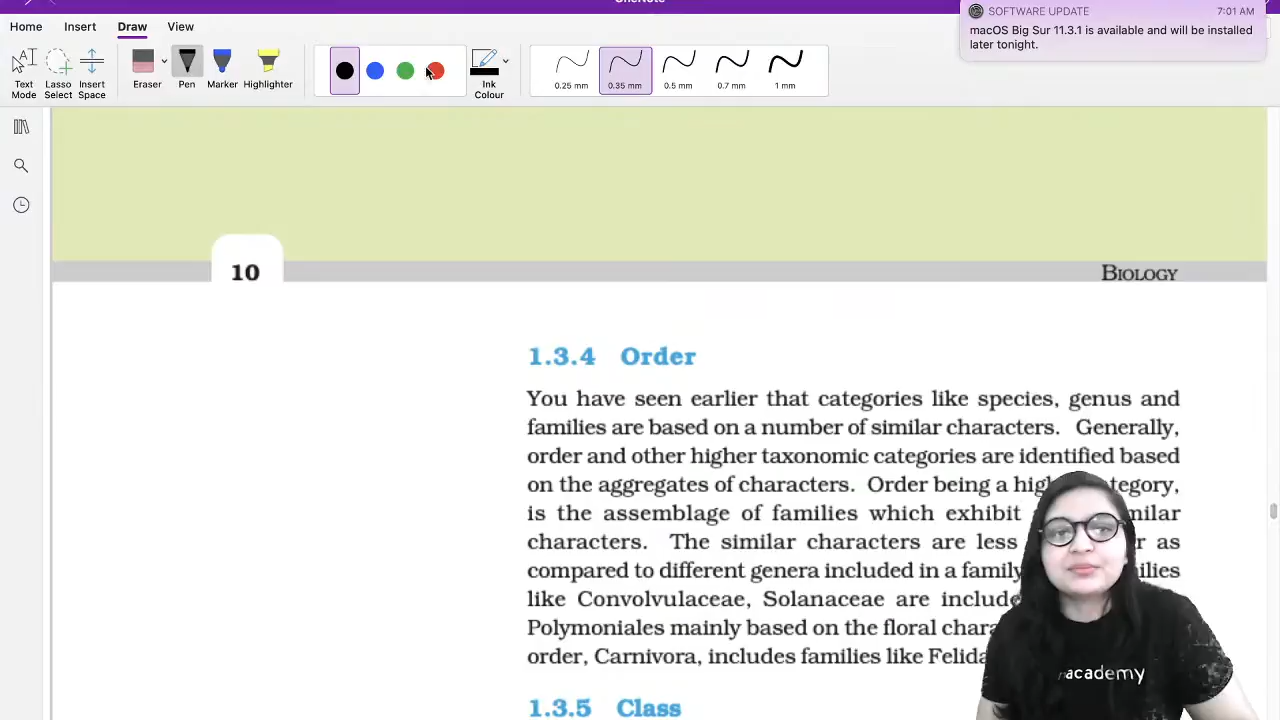 OneNote
SOFTWARE UPDATE 7:01 AM
macOS Big Sur 11.3.1 is available and will be installed
later tonight.
Home Insert Draw View
Text Mode
Lasso Select
Insert Space
Eraser
Pen
Marker
Highlighter
Ink Colour
0.25 mm
0.35 mm
0.5 mm
0.7 mm
1 mm
10
BIOLOGY
1.3.4 Order
You have seen earlier that categories like species, genus and
families are based on a number of similar characters. Generally,
order and other higher taxonomic categories are identified based
on the aggregates of characters. Order being a
is the assemblage of families which exhibit
characters. The similar characters are less as
compared to different genera included in a family
like Convolvulaceae, Solanaceae are
Polymoniales mainly based on the floral
order, Carnivora, includes families like
1.3.5 Class
academy